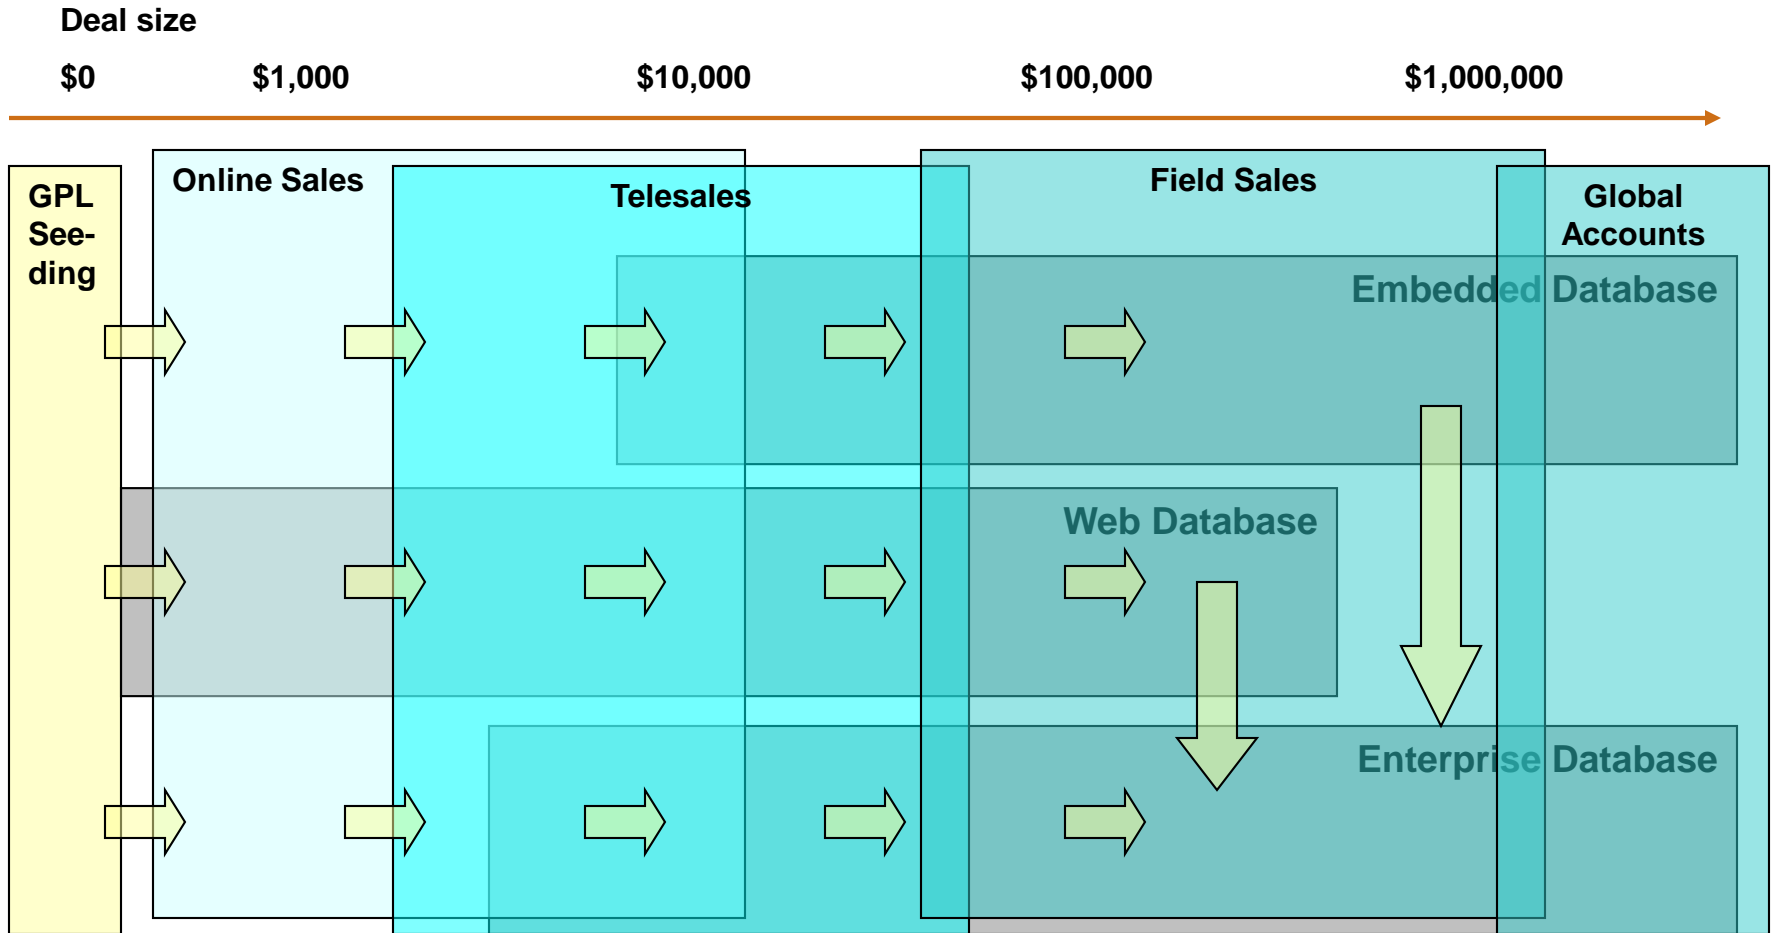 Deal size
$0
$1,000
$10,000
$100,000
$1,000,000
Online Sales
Telesales
Field Sales
GPL
See-
ding
Global
Accounts
Embedded Database
Web Database
Enterprise Database